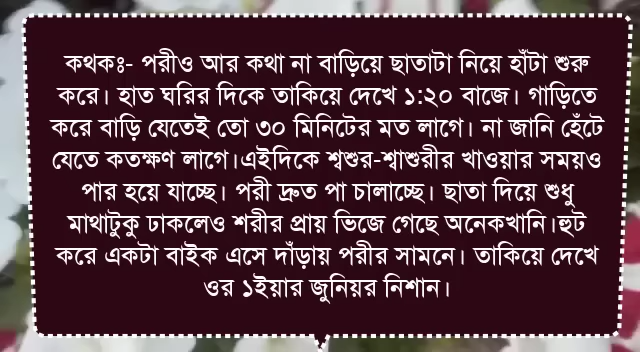 কথকঃ- পরীও আর কথা না বাড়িয়ে ছাতাটা নিয়ে হাঁটা শুরু
করে। হাত ঘরির দিকে তাকিয়ে দেখে ১:২০ বাজে। গাড়িতে
করে বাড়ি যেতেই তো ৩০ মিনিটের মত লাগে। না জানি হেঁটে
যেতে কতক্ষণ লাগে।এইদিকে শ্বশুর-শ্বাশুরীর খাওয়ার সময়ও
পার হয়ে যাচ্ছে। পরী দ্রুত পা চালাচ্ছে। ছাতা দিয়ে শুধু
মাথাটুকু ঢাকলেও শরীর প্রায় ভিজে গেছে অনেকখানি।হুট
করে একটা বাইক এসে দাঁড়ায় পরীর সামনে। তাকিয়ে দেখে
ওর ১ইয়ার জুনিয়র নিশান।